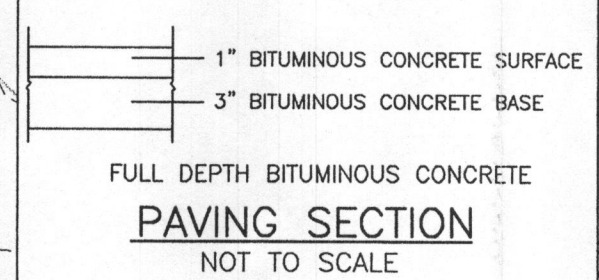 1" BITUMINOUS CONCRETE SURFACE
3" BITUMINOUS CONCRETE BASE
FULL DEPTH BITUMINOUS CONCRETE
PAVING SECTION
NOT TO SCALE